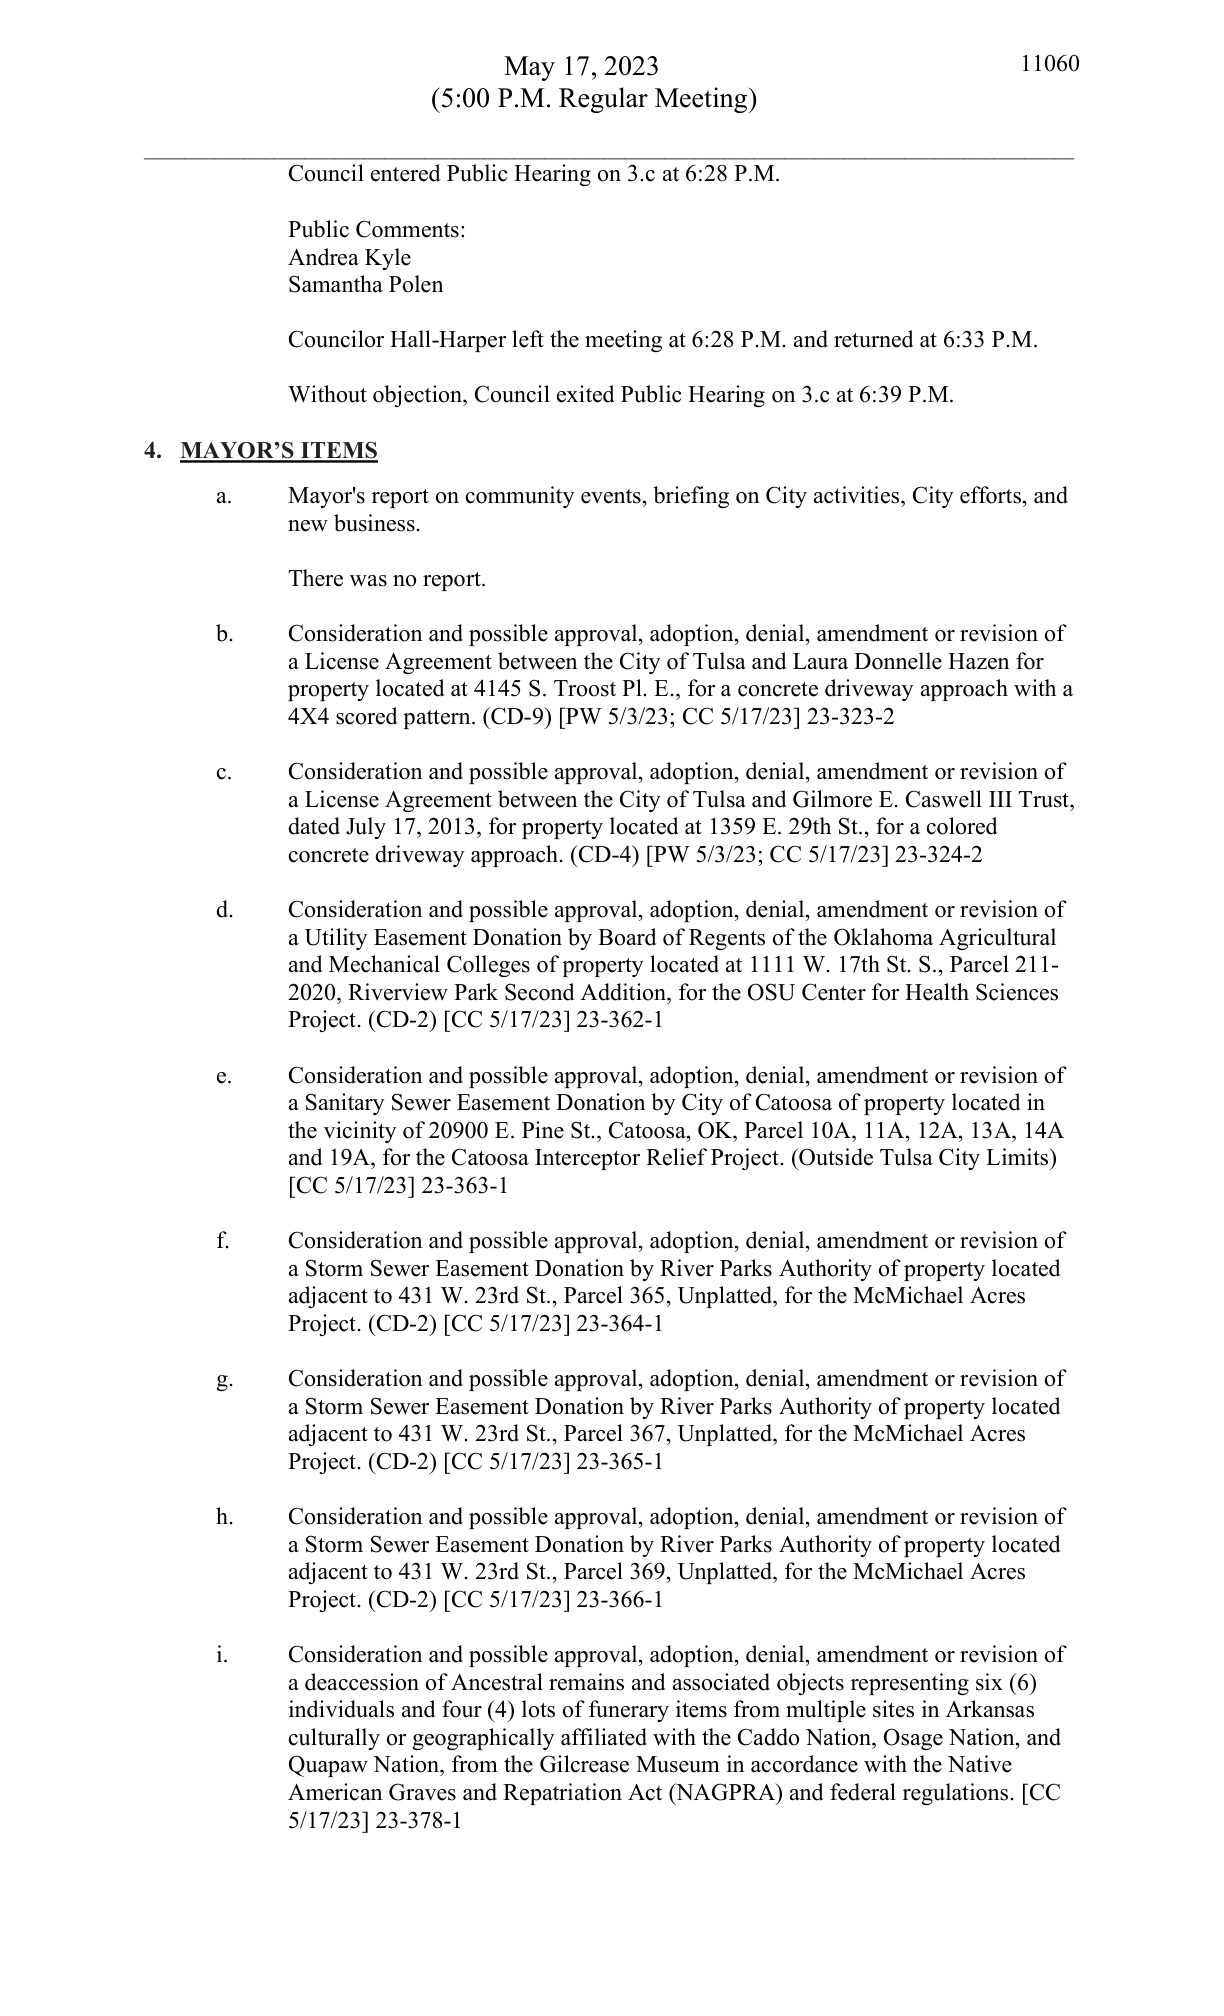 May 17, 2023
11060
(5:00 P.M. Regular Meeting)
Council entered Public Hearing on 3.c at 6:28 P.M.
Public Comments:
Andrea Kyle
Samantha Polen
Councilor Hall-Harper left the meeting at 6:28 P.M. and returned at 6:33 P.M.
Without objection, Council exited Public Hearing on 3.c at 6:39 P.M.
4. MAYOR’S ITEMS
a. Mayor's report on community events, briefing on City activities, City efforts, and
new business.
There was no report.
b. Consideration and possible approval, adoption, denial, amendment or revision of
a License Agreement between the City of Tulsa and Laura Donnelle Hazen for
property located at 4145 S. Troost Pl. E., for a concrete driveway approach with a
4X4 scored pattern. (CD-9) [PW 5/3/23; CC 5/17/23] 23-323-2
c. Consideration and possible approval, adoption, denial, amendment or revision of
a License Agreement between the City of Tulsa and Gilmore E. Caswell III Trust,
dated July 17, 2013, for property located at 1359 E. 29th St., for a colored
concrete driveway approach. (CD-4) [PW 5/3/23; CC 5/17/23] 23-324-2
d. Consideration and possible approval, adoption, denial, amendment or revision of
a Utility Easement Donation by Board of Regents of the Oklahoma Agricultural
and Mechanical Colleges of property located at 1111 W. 17th St. S., Parcel 211-
2020, Riverview Park Second Addition, for the OSU Center for Health Sciences
Project. (CD-2) [CC 5/17/23] 23-362-1
e. Consideration and possible approval, adoption, denial, amendment or revision of
a Sanitary Sewer Easement Donation by City of Catoosa of property located in
the vicinity of 20900 E. Pine St., Catoosa, OK, Parcel 10A, 11A, 12A, 13A, 14A
and 19A, for the Catoosa Interceptor Relief Project. (Outside Tulsa City Limits)
[CC 5/17/23] 23-363-1
f. Consideration and possible approval, adoption, denial, amendment or revision of
a Storm Sewer Easement Donation by River Parks Authority of property located
adjacent to 431 W. 23rd St., Parcel 365, Unplatted, for the McMichael Acres
Project. (CD-2) [CC 5/17/23] 23-364-1
g. Consideration and possible approval, adoption, denial, amendment or revision of
a Storm Sewer Easement Donation by River Parks Authority of property located
adjacent to 431 W. 23rd St., Parcel 367, Unplatted, for the McMichael Acres
Project. (CD-2) [CC 5/17/23] 23-365-1
h. Consideration and possible approval, adoption, denial, amendment or revision of
a Storm Sewer Easement Donation by River Parks Authority of property located
adjacent to 431 W. 23rd St., Parcel 369, Unplatted, for the McMichael Acres
Project. (CD-2) [CC 5/17/23] 23-366-1
i. Consideration and possible approval, adoption, denial, amendment or revision of
a deaccession of Ancestral remains and associated objects representing six (6)
individuals and four (4) lots of funerary items from multiple sites in Arkansas
culturally or geographically affiliated with the Caddo Nation, Osage Nation, and
Quapaw Nation, from the Gilcrease Museum in accordance with the Native
American Graves and Repatriation Act (NAGPRA) and federal regulations. [CC
5/17/23] 23-378-1